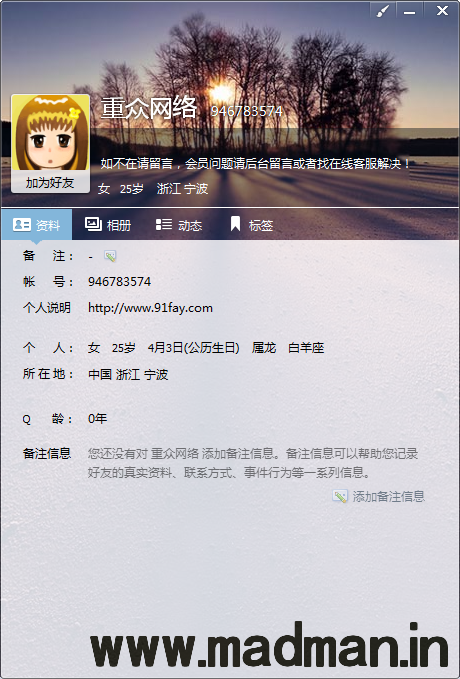 重众网络 946783574
如不在请留言，会员问题请后台留言或者找在线客服解决！
加为好友
女 25岁 浙江 宁波
资料 相册 动态 标签
备 注： -
帐 号： 946783574
个人说明 http://www.91fay.com
个 人： 女 25岁 4月3日(公历生日) 属龙 白羊座
所 在 地： 中国 浙江 宁波
Q 龄： 0年
备注信息 您还没有对 重众网络 添加备注信息。备注信息可以帮助您记录
好友的真实资料、联系方式、事件行为等一系列信息。
添加备注信息
www.madman.in